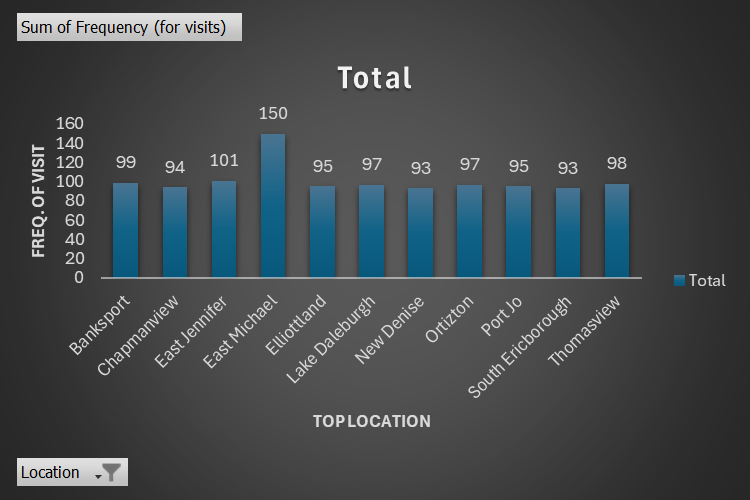 Sum of Frequency (for visits)
Total
FREQ. OF VISIT
160
140
120
100
80
60
40
20
0
99
94
101
150
95
97
93
97
95
93
98
Banksport
Chapmanview
East Jennifer
East Michael
Elliottland
Lake Daleburgh
New Denise
Ortizton
Port Jo
South Ericborough
Thomasview
Total
TOP LOCATION
Location